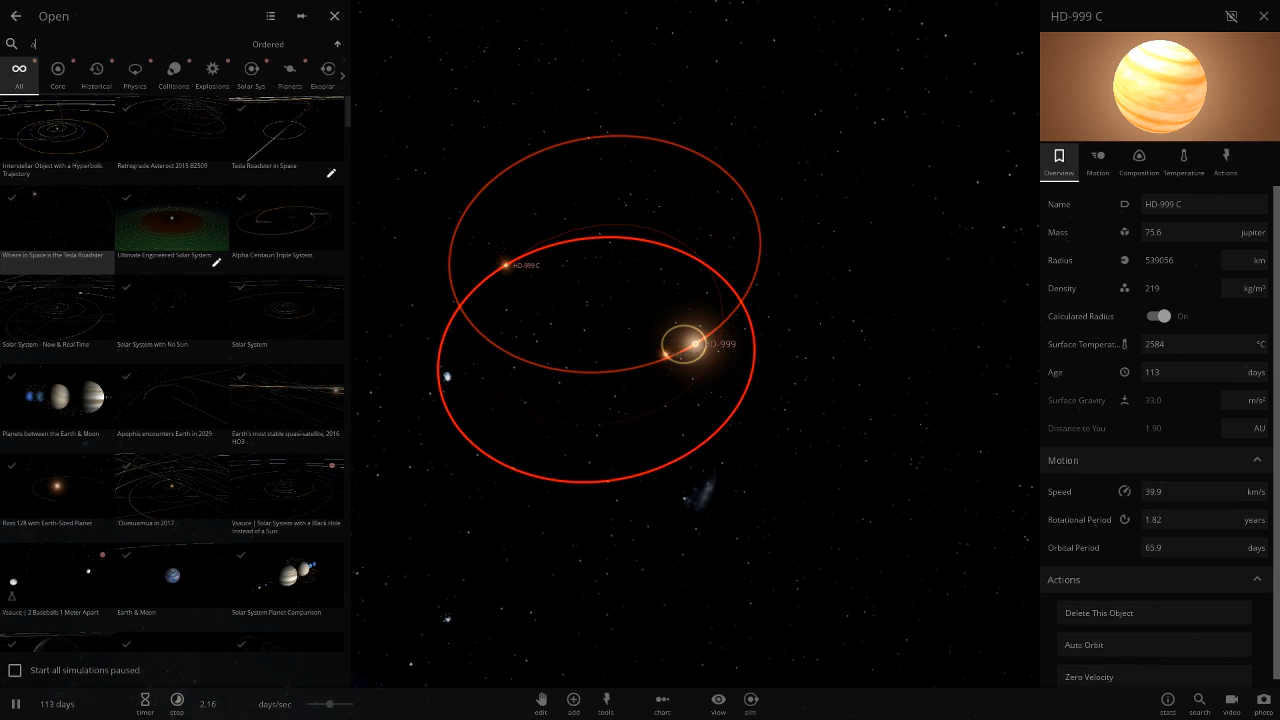 Open
a
Ordered
All
Core
Historical
Physics
Collisions
Explosions
Solar Sys
Planets
Exoplar
Interstellar Object with a Hyperbolic
Trajectory
Retrograde Asteroid 2015 BZ509
Tesla Roadster in Space
Where in Space is the Tesla Roadster
Ultimate Engineered Solar System
Alpha Centauri Triple System
Solar System - Now & Real Time
Solar System with No Sun
Solar System
Planets between the Earth & Moon
Apophis encounters Earth in 2029
Earth's most stable quasi-satellite, 2016
HO3
Ross 128 with Earth-Sized Planet
'Oumuamua in 2017
Vsauce | Solar System with a Black Hole
Instead of a Sun
Vsauce | 2 Baseballs 1 Meter Apart
Earth & Moon
Solar System Planet Comparison
Start all simulations paused
113 days
timer
step
2.16
days/sec
HD-999 C
HD-999
edit
add
tools
chart
view
sim
stats
search
video
photo
HD-999 C
Overview
Motion
Composition
Temperature
Actions
Name HD-999 C
Mass 75.6 jupiter
Radius 539056 km
Density 219 kg/m³
Calculated Radius On
Surface Temperat... 2584 °C
Age 113 days
Surface Gravity 33.0 m/s²
Distance to You 1.90 AU
Motion
Speed 39.9 km/s
Rotational Period 1.82 years
Orbital Period 65.9 days
Actions
Delete This Object
Auto Orbit
Zero Velocity